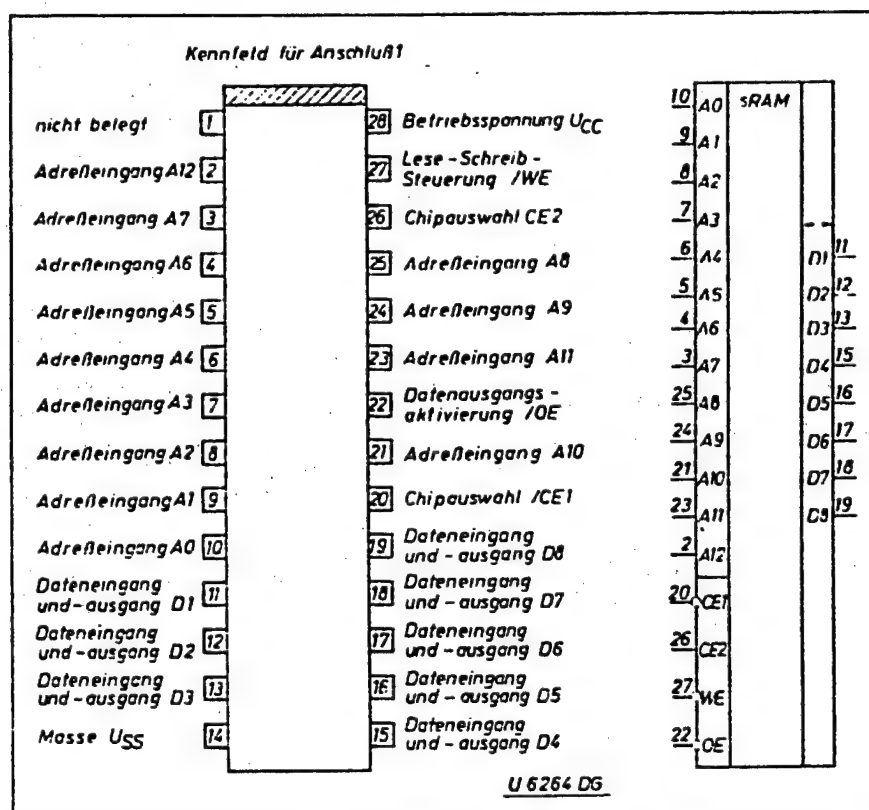 Kennfeld für Anschluß1
nicht belegt 1
Adreßeingang A12 2
Adreßeingang A7 3
Adreßeingang A6 4
Adreßeingang A5 5
Adreßeingang A4 6
Adreßeingang A3 7
Adreßeingang A2 8
Adreßeingang A1 9
Adreßeingang A0 10
Dateneingang
und-ausgang D1 11
Dateneingang
und-ausgang D2 12
Dateneingang
und-ausgang D3 13
Masse USS 14
28 Betriebsspannung UCC
27 Lese-Schreib-
Steuerung /WE
26 Chipauswahl CE2
25 Adreßeingang A8
24 Adreßeingang A9
23 Adreßeingang A11
22 Datenausgangs-
aktivierung /OE
21 Adreßeingang A10
20 Chipauswahl /CE1
19 Dateneingang
und-ausgang D8
18 Dateneingang
und-ausgang D7
17 Dateneingang
und-ausgang D6
16 Dateneingang
und-ausgang D5
15 Dateneingang
und-ausgang D4
U 6264 DG
sRAM
10 A0
9 A1
8 A2
7 A3
6 A4
5 A5
4 A6
3 A7
25 A8
24 A9
21 A10
23 A11
2 A12
20 CE1
26 CE2
27 WE
22 OE
D1 11
D2 12
D3 13
D4 15
D5 16
D6 17
D7 18
D8 19